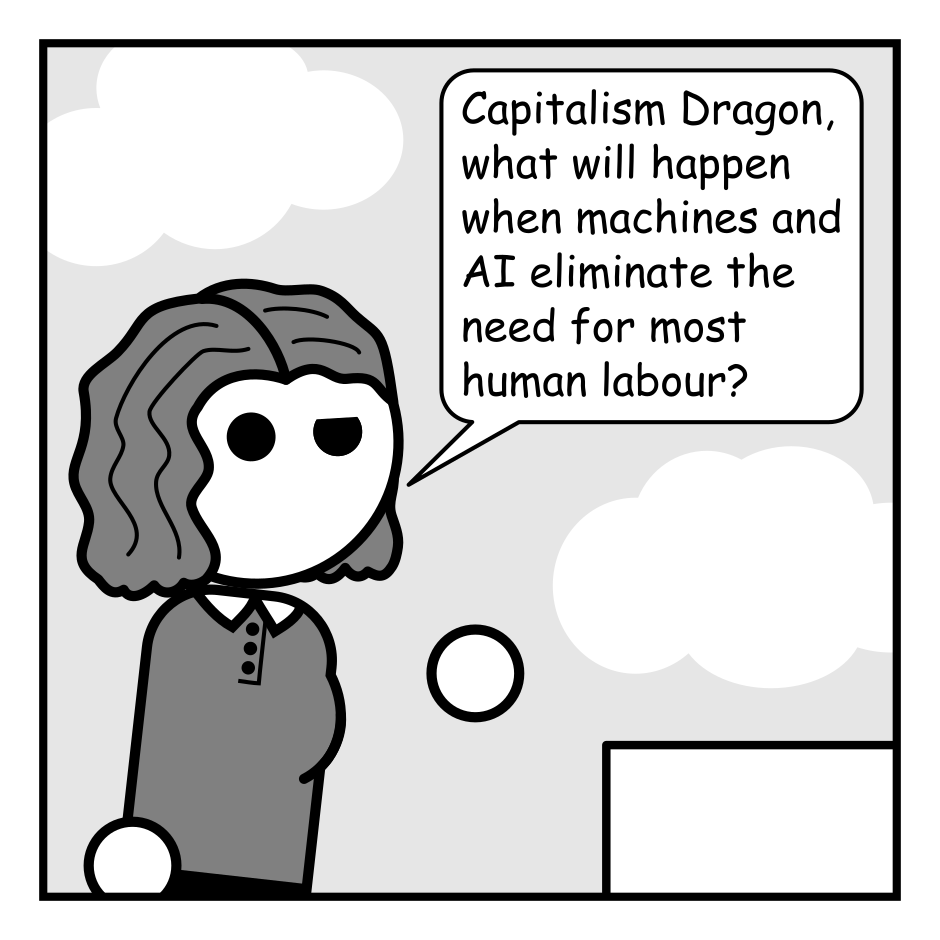 Capitalism Dragon,
what will happen
when machines and
AI eliminate the
need for most
human labour?